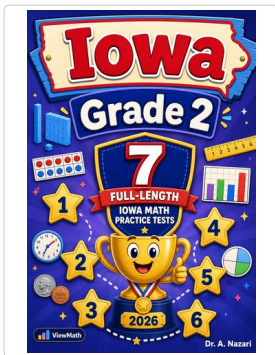 Iowa
Grade 2
7
FULL-LENGTH
IOWA MATH
PRACTICE TESTS
1
2
3
4
5
6
2026
ViewMath
Dr. A. Nazari